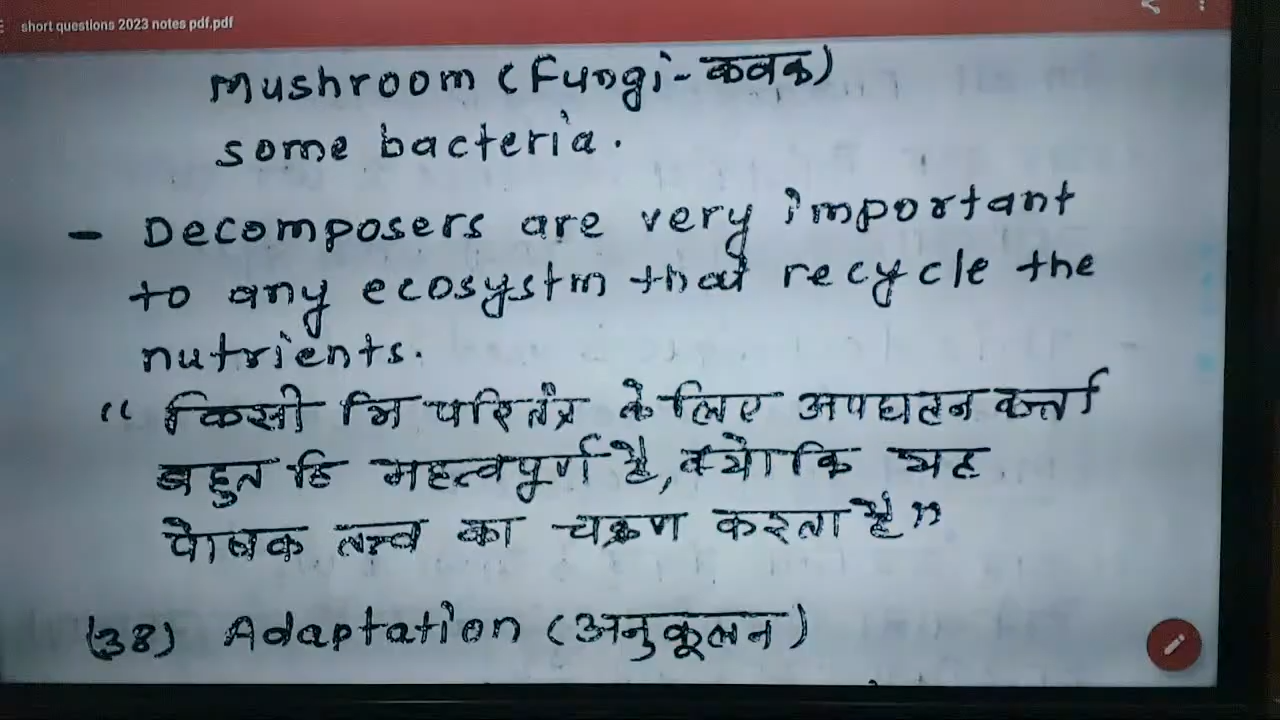 short questions 2023 notes pdf.pdf
Mushroom (Fungi-कवक)
some bacteria.
- Decomposers are very important
to any ecosystm that recycle the
nutrients.
“ किसी भि परितंत्र के लिए अपघटन कर्त्ता
बहुत हि महत्वपूर्ण है, क्योकि यह
पोषक तत्त्व का चक्रण करता है”
(38) Adaptation (अनुकूलन)